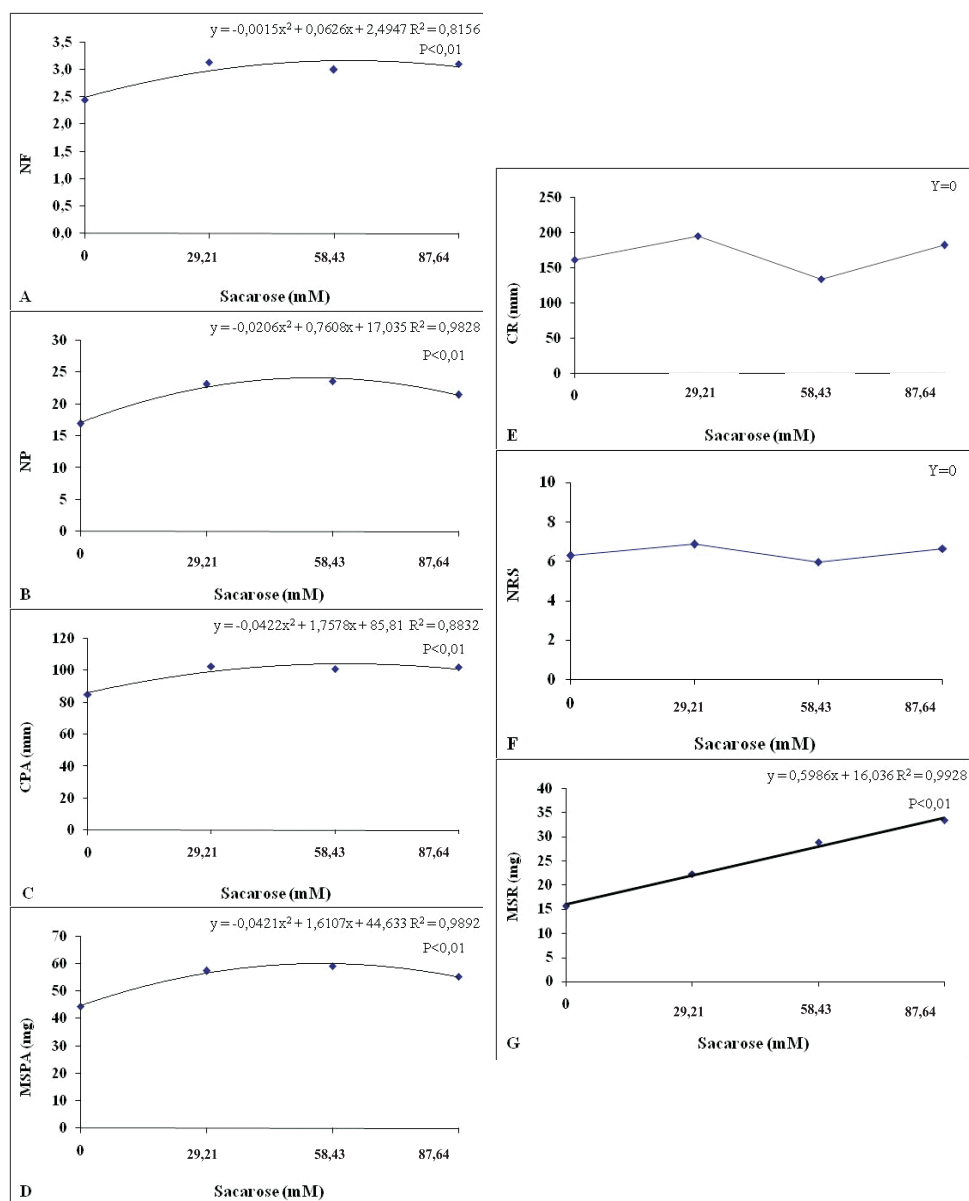 y = -0,0015x² + 0,0626x + 2,4947 R² = 0,8156
P<0,01
3,5
3,0
2,5
2,0
1,5
1,0
0,5
0,0
NF
0 29,21 58,43 87,64
A Sacarose (mM)
y = -0,0206x² + 0,7608x + 17,035 R² = 0,9828
P<0,01
30
25
20
15
10
5
0
NP
0 29,21 58,43 87,64
B Sacarose (mM)
y = -0,0422x² + 1,7578x + 85,81 R² = 0,8832
P<0,01
120
100
80
60
40
20
0
CPA (mm)
0 29,21 58,43 87,64
C Sacarose (mM)
y = -0,0421x² + 1,6107x + 44,633 R² = 0,9892
P<0,01
70
60
50
40
30
20
10
0
MSPA (mg)
0 29,21 58,43 87,64
D Sacarose (mM)
Y=0
250
200
150
100
50
0
CR (mm)
0 29,21 58,43 87,64
E Sacarose (mM)
Y=0
10
8
6
4
2
0
NRS
0 29,21 58,43 87,64
F Sacarose (mM)
y = 0,5986x + 16,036 R² = 0,9928
P<0,01
40
35
30
25
20
15
10
5
0
MSR (mg)
0 29,21 58,43 87,64
G Sacarose (mM)